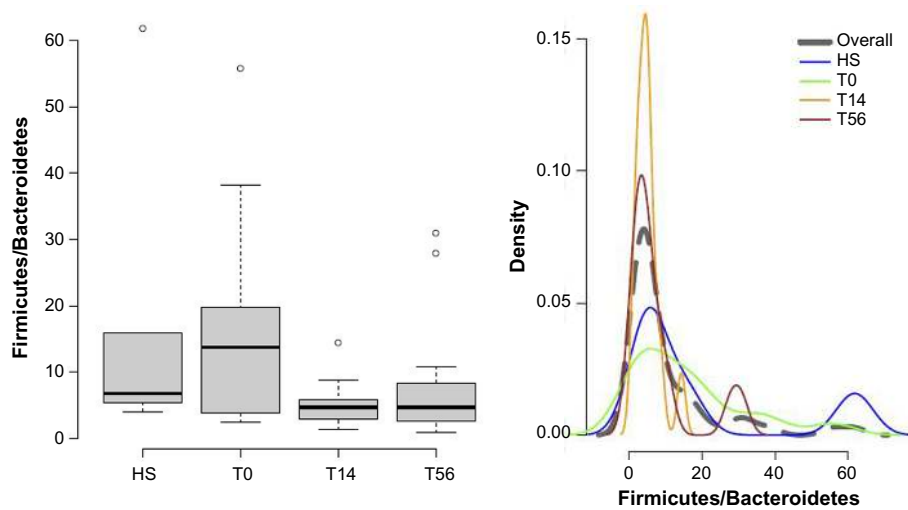 Firmicutes/Bacteroidetes
60
50
40
30
20
10
0
HS
T0
T14
T56
Density
0.15
0.10
0.05
0.00
Overall
HS
T0
T14
T56
0
20
40
60
Firmicutes/Bacteroidetes